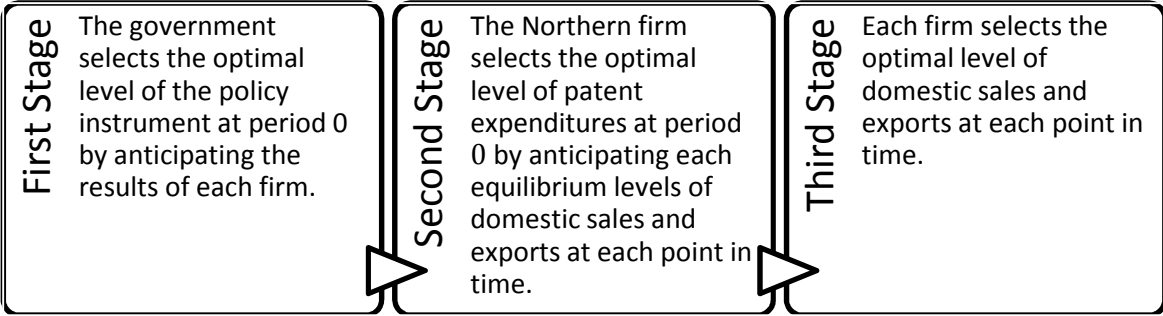 First Stage
The government
selects the optimal
level of the policy
instrument at period 0
by anticipating the
results of each firm.
Second Stage
The Northern firm
selects the optimal
level of patent
expenditures at period
0 by anticipating each
equilibrium levels of
domestic sales and
exports at each point in
time.
Third Stage
Each firm selects the
optimal level of
domestic sales and
exports at each point in
time.